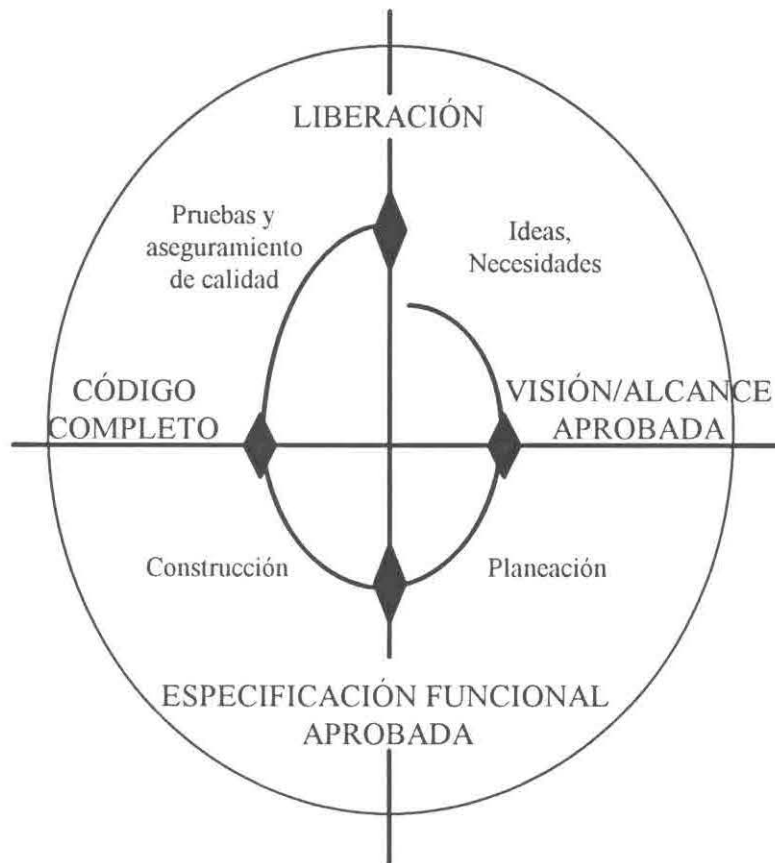 LIBERACIÓN
Pruebas y
aseguramiento
de calidad
Ideas,
Necesidades
CÓDIGO
COMPLETO
VISIÓN/ALCANCE
APROBADA
Construcción
Planeación
ESPECIFICACIÓN FUNCIONAL
APROBADA